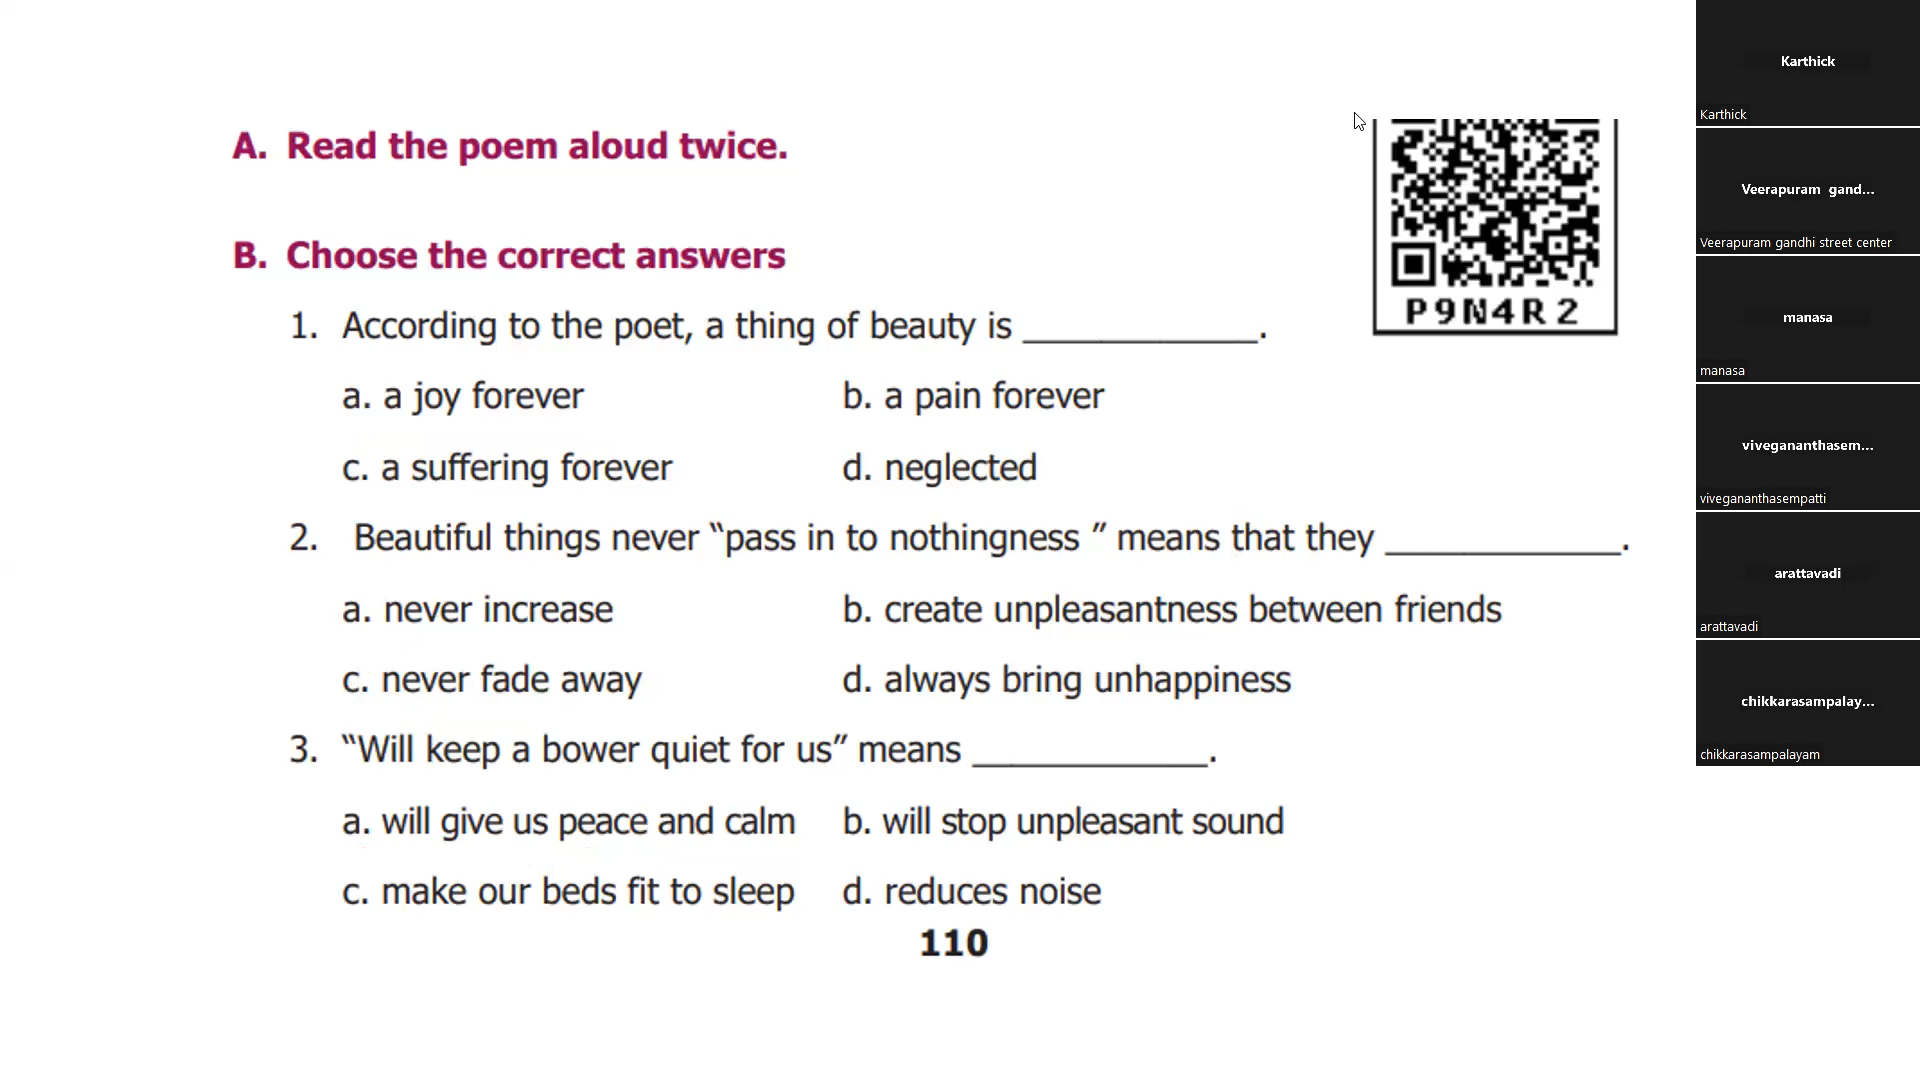 A. Read the poem aloud twice.
B. Choose the correct answers
P9N4R2
1. According to the poet, a thing of beauty is ____________.
a. a joy forever b. a pain forever
c. a suffering forever d. neglected
2. Beautiful things never “pass in to nothingness ” means that they ____________.
a. never increase b. create unpleasantness between friends
c. never fade away d. always bring unhappiness
3. “Will keep a bower quiet for us” means ____________.
a. will give us peace and calm b. will stop unpleasant sound
c. make our beds fit to sleep d. reduces noise
110
Karthick
Karthick
Veerapuram gand...
Veerapuram gandhi street center
manasa
manasa
vivegananthasem...
vivegananthasempatti
arattavadi
arattavadi
chikkarasampalay...
chikkarasampalayam